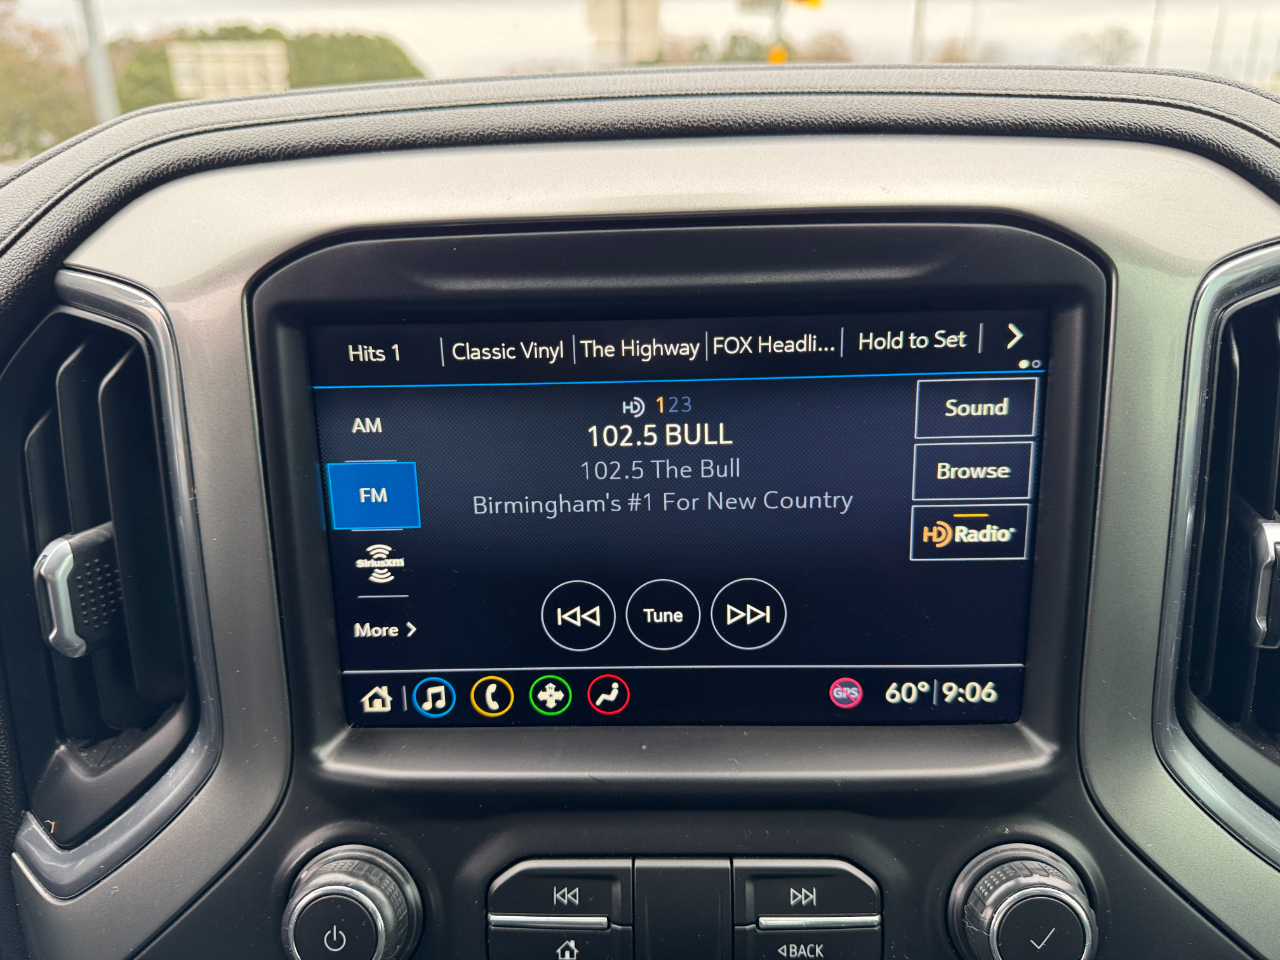 Hits 1 Classic Vinyl The Highway FOX Headli... Hold to Set
AM
FM
SiriusXM
More
HD 123
102.5 BULL
102.5 The Bull
Birmingham's #1 For New Country
Tune
Sound
Browse
HD Radio
GPS 60° 9:06
BACK